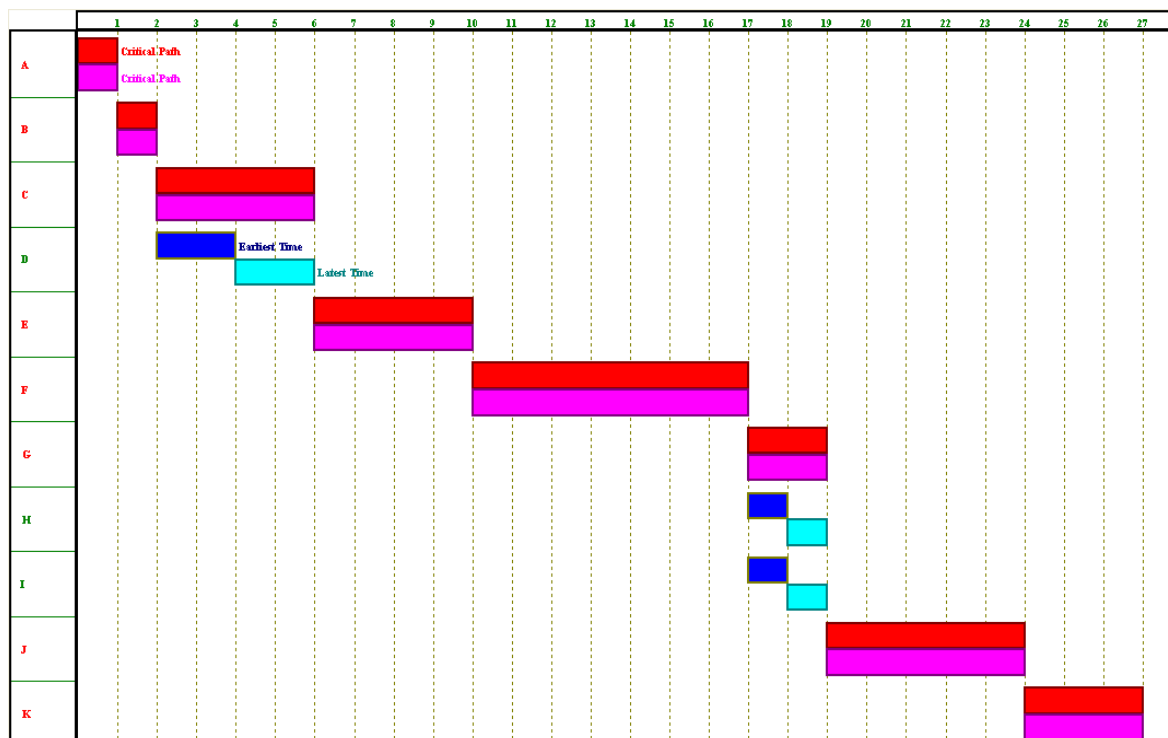 1 2 3 4 5 6 7 8 9 10 11 12 13 14 15 16 17 18 19 20 21 22 23 24 25 26 27
A
Critical Path
Critical Path
B
C
D
Earliest Time
Latest Time
E
F
G
H
I
J
K